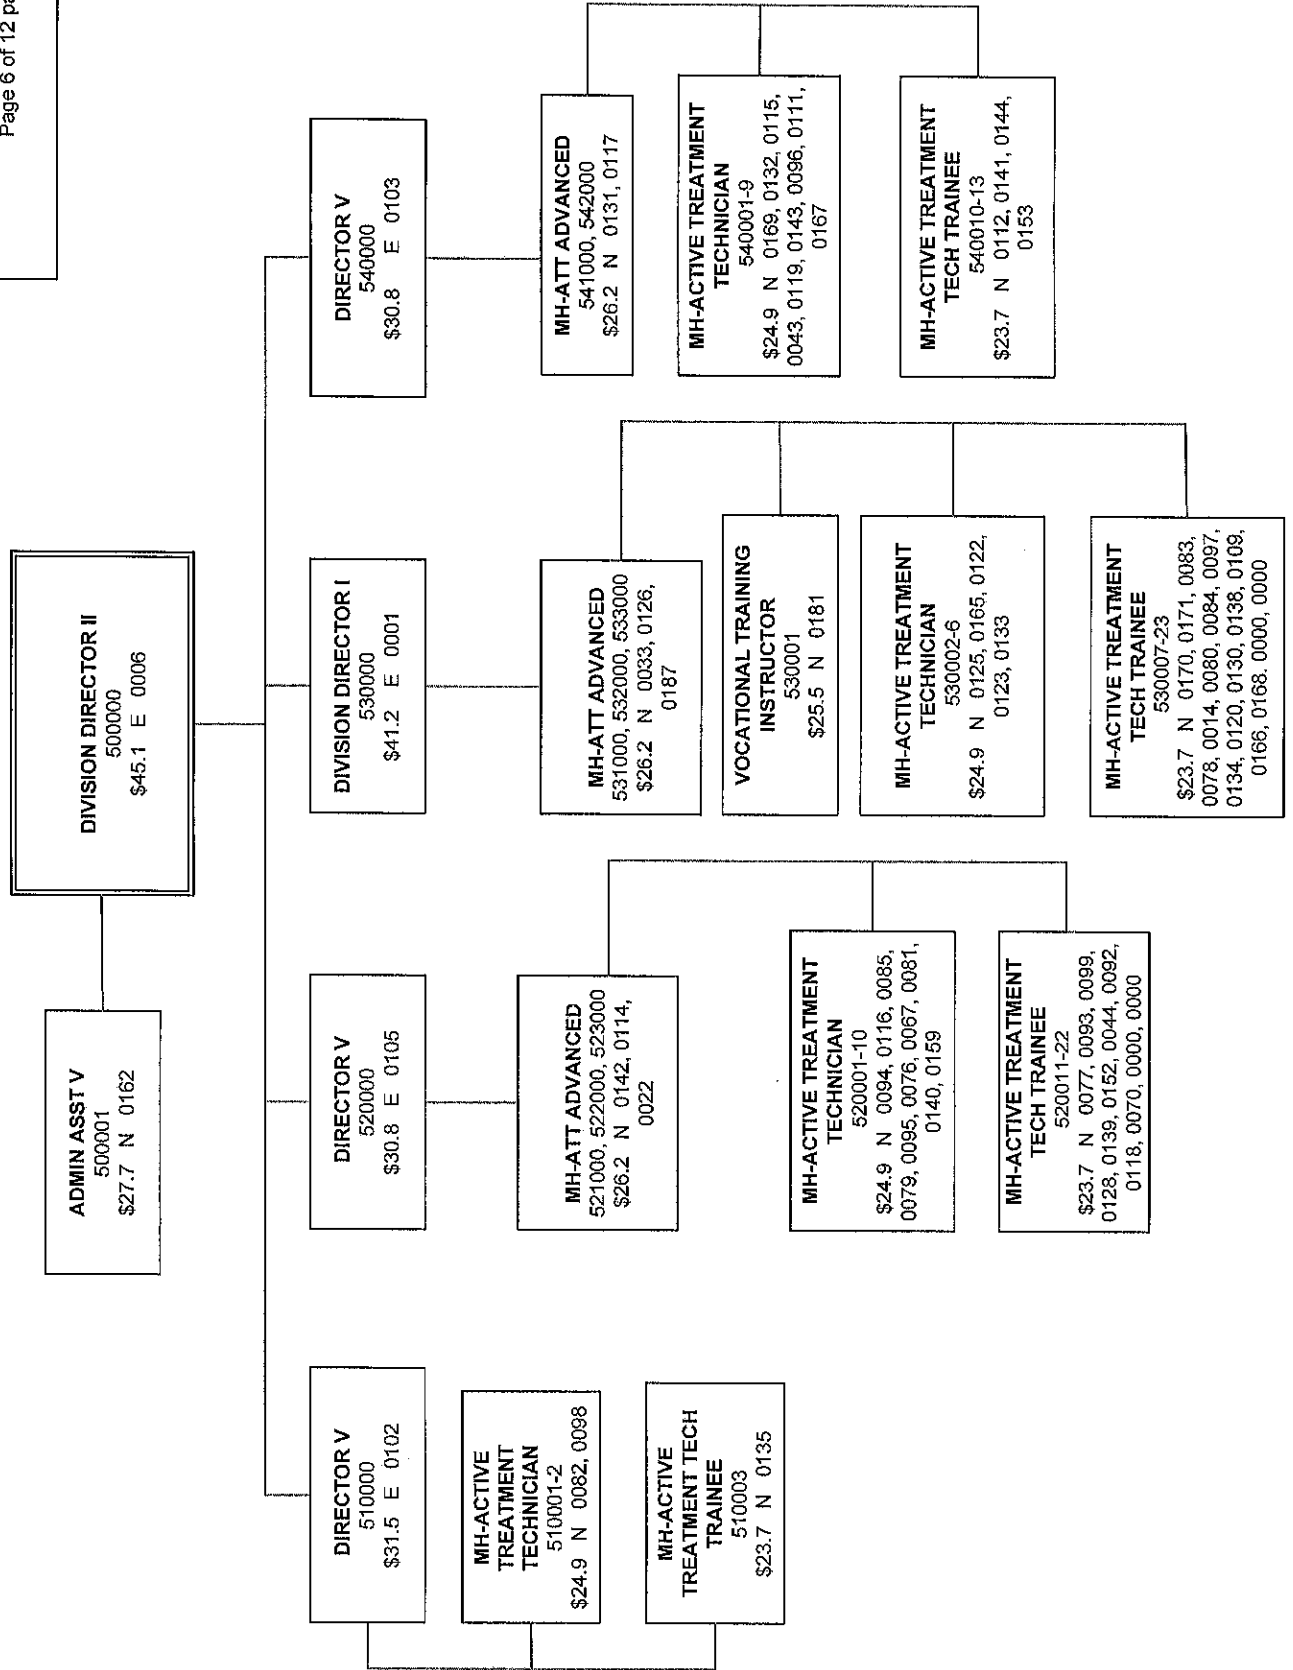 Page 6 of 12 pa
DIVISION DIRECTOR II
500000
$45.1 E 0006
ADMIN ASST V
500001
$27.7 N 0162
DIRECTOR V
510000
$31.5 E 0102
MH-ACTIVE
TREATMENT
TECHNICIAN
510001-2
$24.9 N 0082, 0098
MH-ACTIVE
TREATMENT TECH
TRAINEE
510003
$23.7 N 0135
DIRECTOR V
520000
$30.8 E 0105
MH-ATT ADVANCED
521000, 522000, 523000
$26.2 N 0142, 0114,
0022
MH-ACTIVE TREATMENT
TECHNICIAN
520001-10
$24.9 N 0094, 0116, 0085,
0079, 0095, 0076, 0067, 0081,
0140, 0159
MH-ACTIVE TREATMENT
TECH TRAINEE
520011-22
$23.7 N 0077, 0093, 0099,
0128, 0139, 0152, 0044, 0092,
0118, 0070, 0000, 0000
DIVISION DIRECTOR I
530000
$41.2 E 0001
MH-ATT ADVANCED
531000, 532000, 533000
$26.2 N 0033, 0126,
0187
VOCATIONAL TRAINING
INSTRUCTOR
530001
$25.5 N 0181
MH-ACTIVE TREATMENT
TECHNICIAN
530002-6
$24.9 N 0125, 0165, 0122,
0123, 0133
MH-ACTIVE TREATMENT
TECH TRAINEE
530007-23
$23.7 N 0170, 0171, 0083,
0078, 0014, 0080, 0084, 0097,
0134, 0120, 0130, 0138, 0109,
0166, 0168. 0000, 0000
DIRECTOR V
540000
$30.8 E 0103
MH-ATT ADVANCED
541000, 542000
$26.2 N 0131, 0117
MH-ACTIVE TREATMENT
TECHNICIAN
540001-9
$24.9 N 0169, 0132, 0115,
0043, 0119, 0143, 0096, 0111,
0167
MH-ACTIVE TREATMENT
TECH TRAINEE
540010-13
$23.7 N 0112, 0141, 0144,
0153